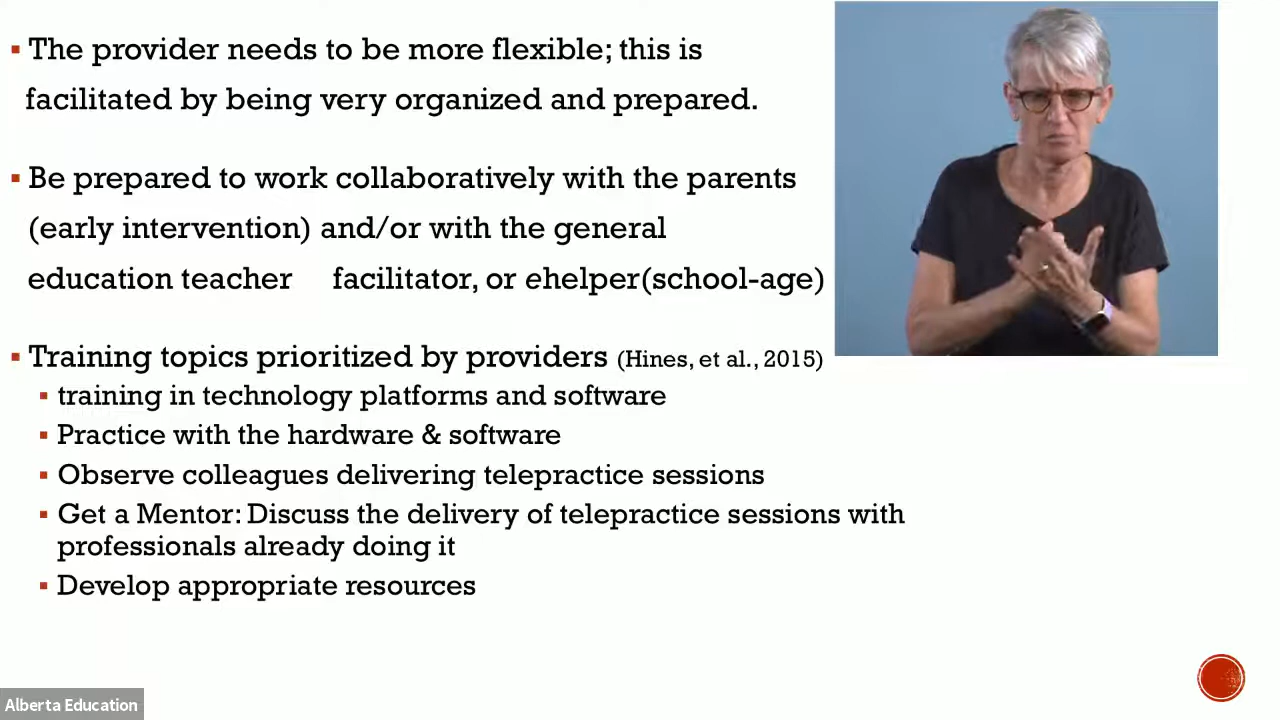 The provider needs to be more flexible; this is
facilitated by being very organized and prepared.
Be prepared to work collaboratively with the parents
(early intervention) and/or with the general
education teacher facilitator, or ehelper(school-age)
Training topics prioritized by providers (Hines, et al., 2015)
training in technology platforms and software
Practice with the hardware & software
Observe colleagues delivering telepractice sessions
Get a Mentor: Discuss the delivery of telepractice sessions with
professionals already doing it
Develop appropriate resources
Alberta Education